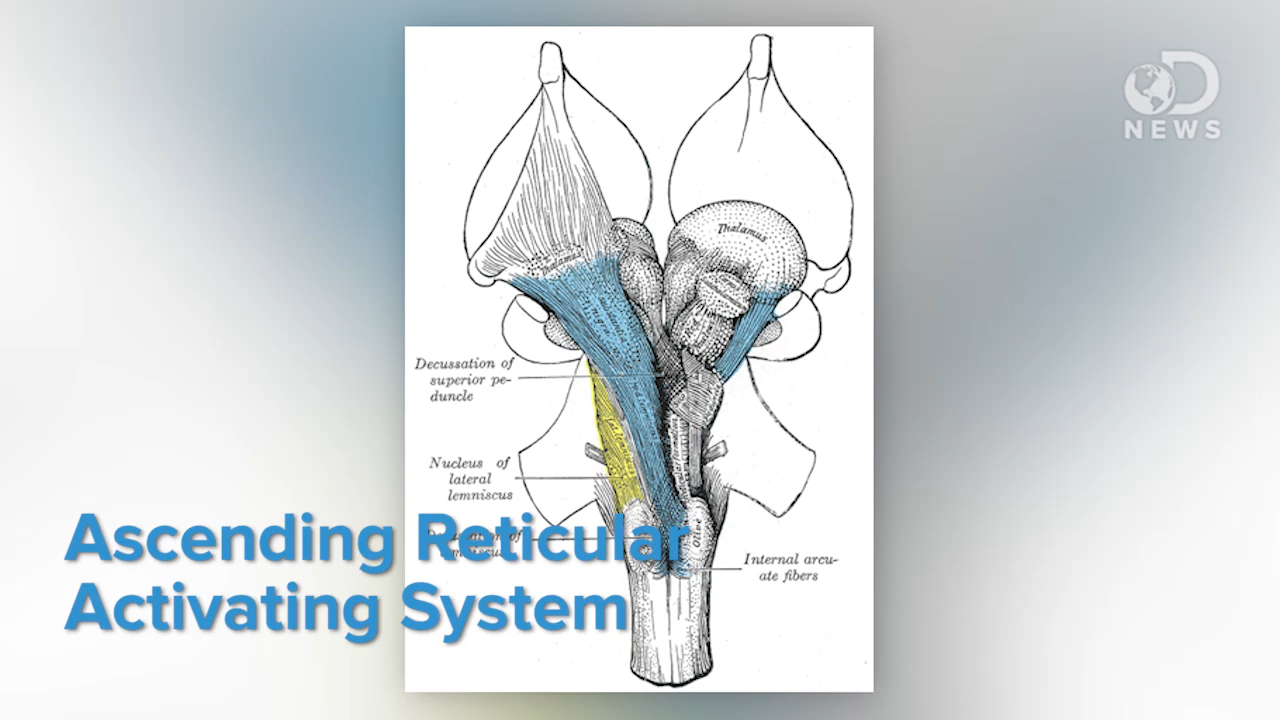 NEWS
Thalamus
Decussation of
superior pe-
duncle
Nucleus of
lateral
lemniscus
Olive
Internal arcu-
ate fibers
Ascending Reticular
Activating System